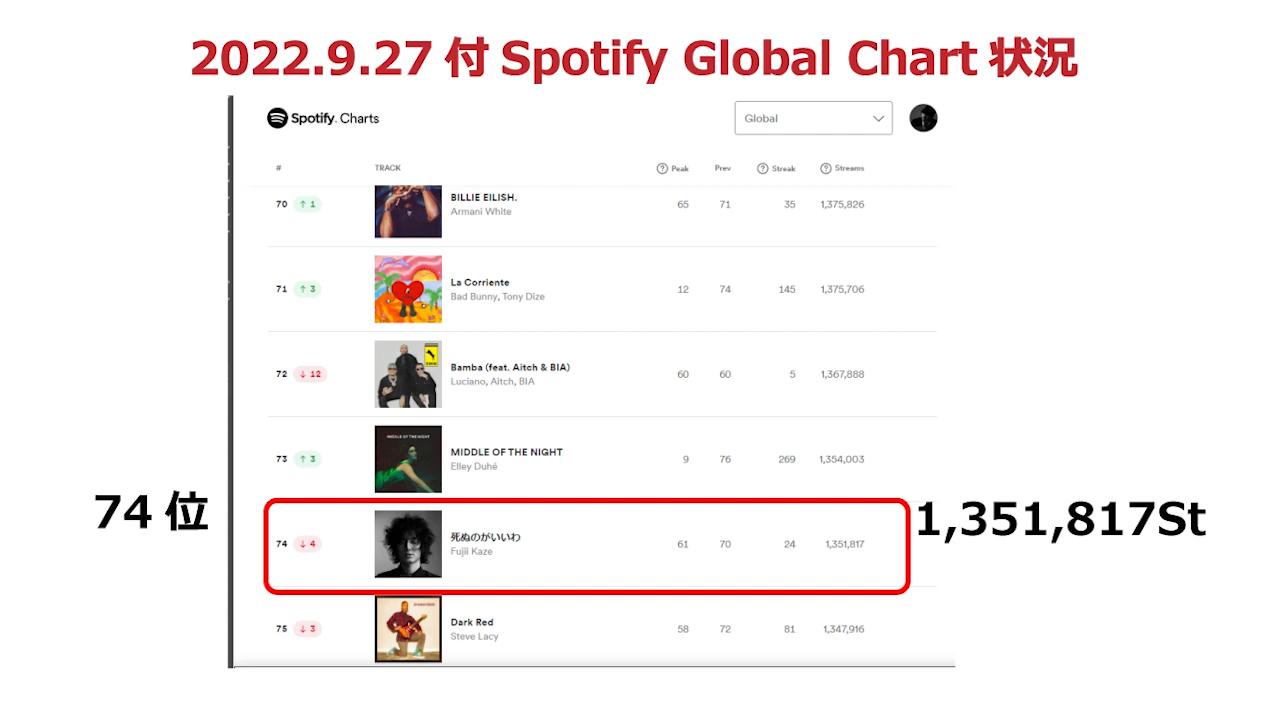 2022.9.27 付 Spotify Global Chart 状況
Spotify. Charts
Global
# TRACK Peak Prev Streak Streams
70 ↑ 1 BILLIE EILISH. 65 71 35 1,375,826
Armani White
71 ↑ 3 La Corriente 12 74 145 1,375,706
Bad Bunny, Tony Dize
72 ↓ 12 Bamba (feat. Aitch & BIA) 60 60 5 1,367,888
Luciano, Aitch, BIA
MIDDLE OF THE NIGHT
73 ↑ 3 MIDDLE OF THE NIGHT 9 76 269 1,354,003
Elley Duhé
74 位
74 ↓ 4 死ぬのがいいわ 61 70 24 1,351,817
Fujii Kaze
1,351,817St
75 ↓ 3 Dark Red 58 72 81 1,347,916
Steve Lacy